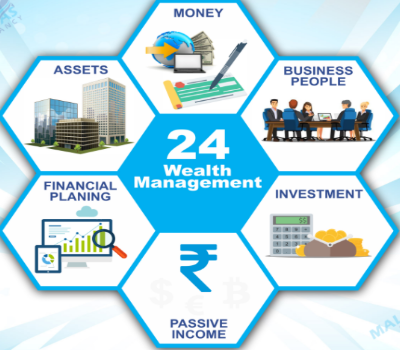 MONEY
ASSETS
BUSINESS
PEOPLE
24
Wealth
Management
FINANCIAL
PLANING
INVESTMENT
₹
$
€
₿
PASSIVE
INCOME